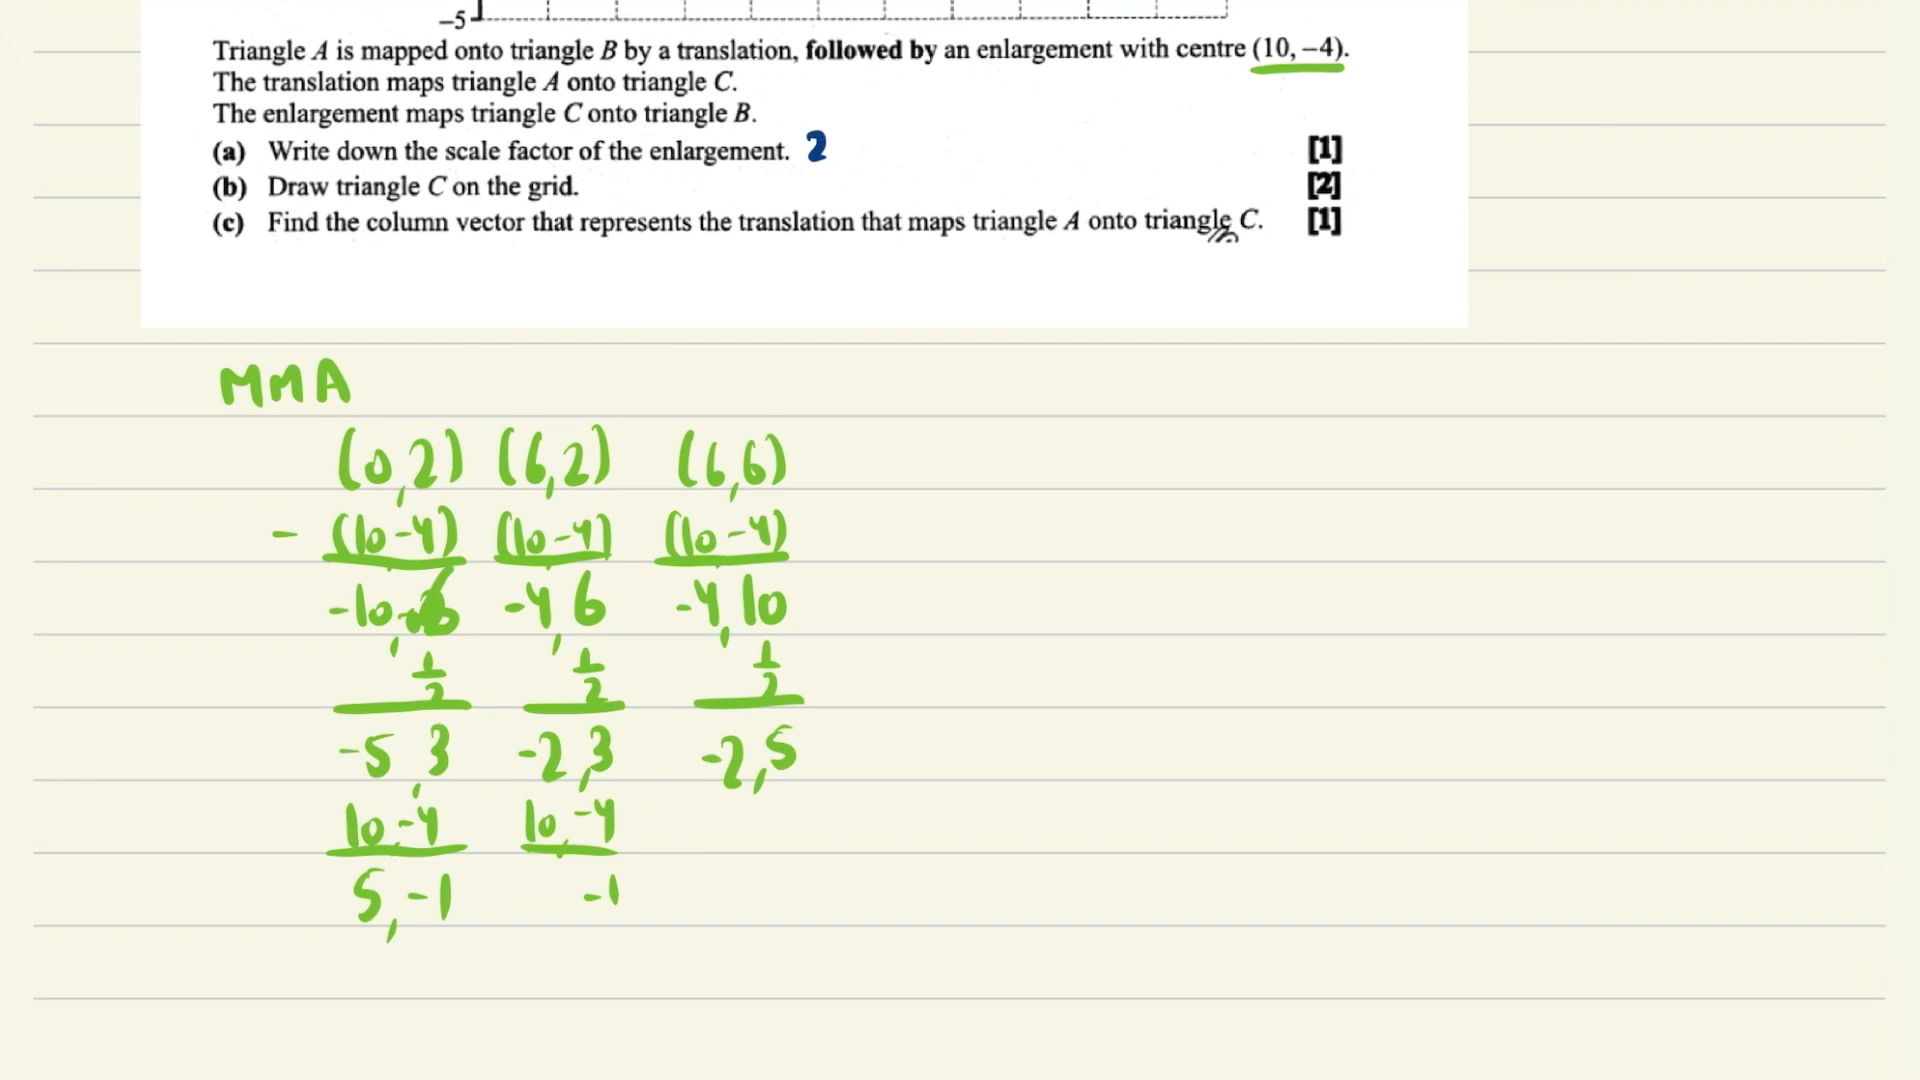 –5
Triangle A is mapped onto triangle B by a translation, followed by an enlargement with centre (10, –4).
The translation maps triangle A onto triangle C.
The enlargement maps triangle C onto triangle B.
(a) Write down the scale factor of the enlargement. 2 [1]
(b) Draw triangle C on the grid. [2]
(c) Find the column vector that represents the translation that maps triangle A onto triangle C. [1]
MMA
(0,2) (6,2) (6,6)
- (10-4) (10-4) (10-4)
-10, 6 -4, 6 -4, 10
1/2 1/2 1/2
-5, 3 -2, 3 -2, 5
10,-4 10,-4
5,-1 -1